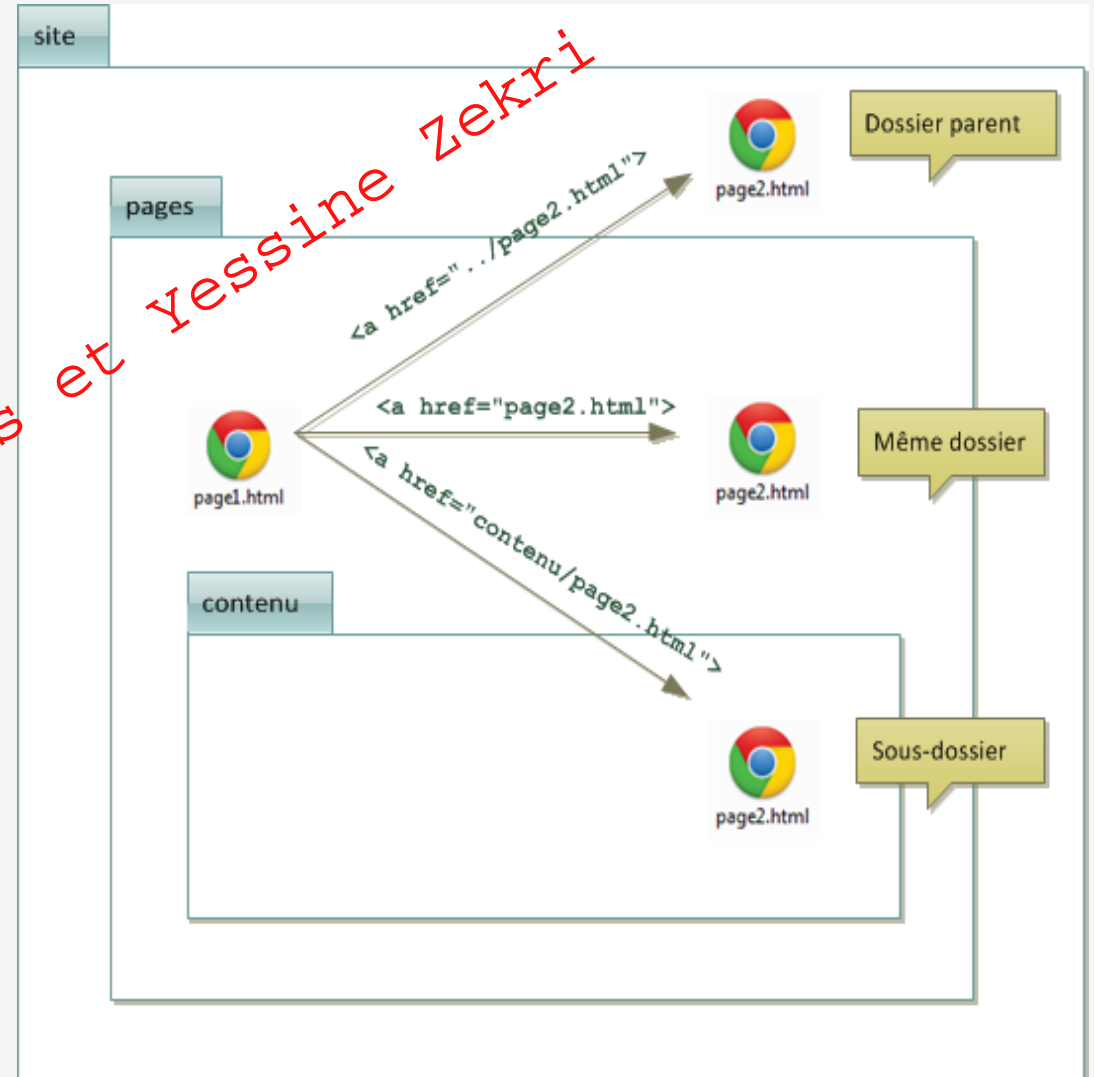 site
Dossier parent
page2.html
<a href="../page2.html">
pages
et Yessine Zekri
<a href="page2.html">
Même dossier
page1.html
page2.html
<a href="contenu/page2.html">
contenu
Sous-dossier
page2.html